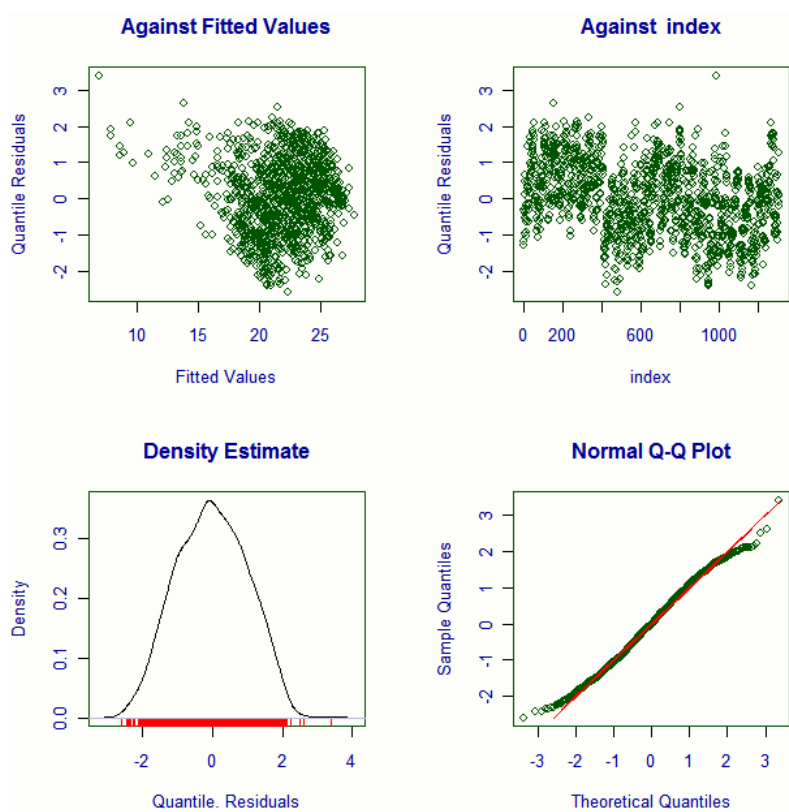 Against Fitted Values
Quantile Residuals
3
2
1
0
-1
-2
10 15 20 25
Fitted Values
Against index
Quantile Residuals
3
2
1
0
-1
-2
0 200 600 1000
index
Density Estimate
Density
0.3
0.2
0.1
0.0
-2 0 2 4
Quantile. Residuals
Normal Q-Q Plot
Sample Quantiles
3
2
1
0
-1
-2
-3 -2 -1 0 1 2 3
Theoretical Quantiles